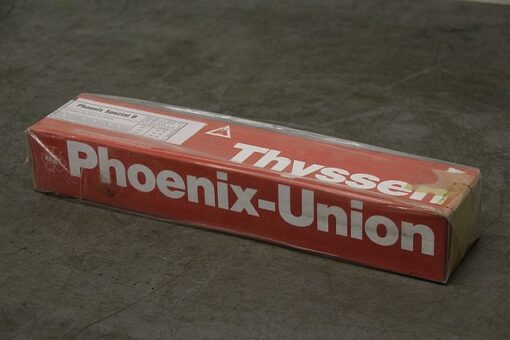 Phoenix Spezial D
Thyssen
Phoenix-Union